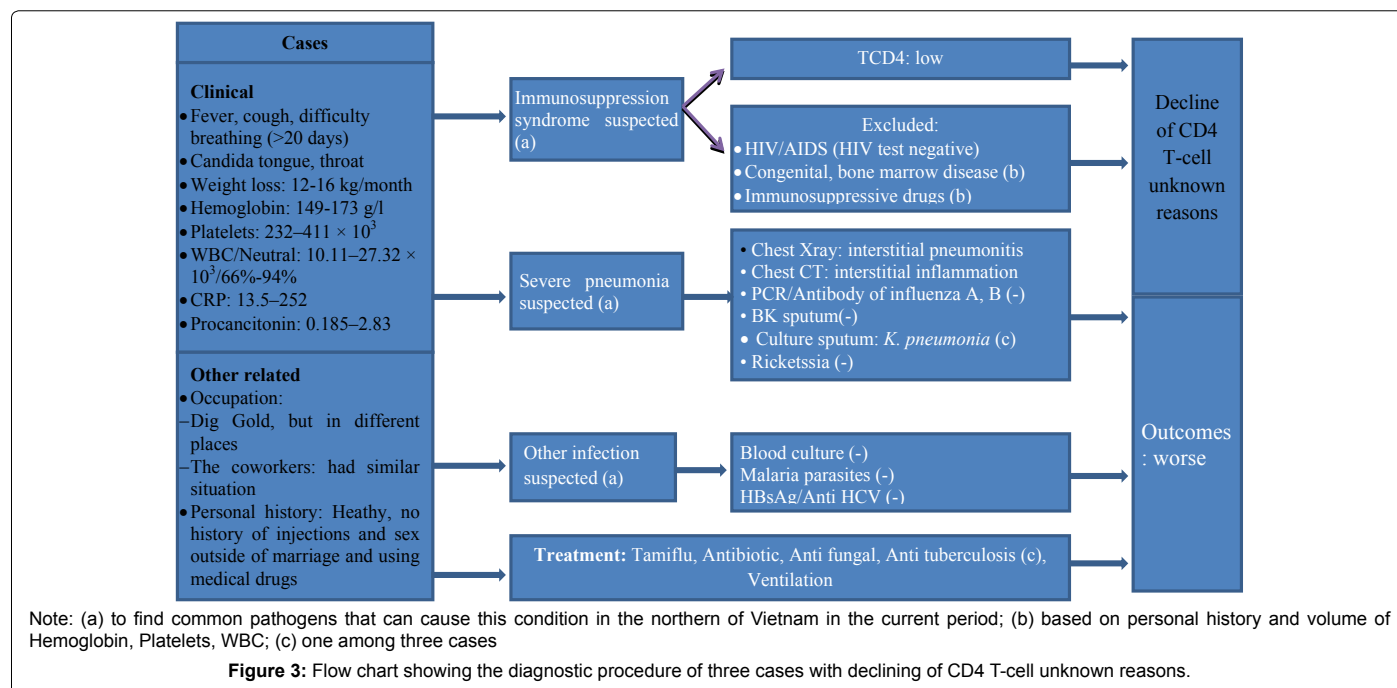 Cases
Clinical
• Fever, cough, difficulty
breathing (>20 days)
• Candida tongue, throat
• Weight loss: 12-16 kg/month
• Hemoglobin: 149-173 g/l
• Platelets: 232–411 × 10³
• WBC/Neutral: 10.11–27.32 ×
10³/66%-94%
• CRP: 13.5–252
• Procancitonin: 0.185–2.83
Other related
• Occupation:
–Dig Gold, but in different
places
–The coworkers: had similar
situation
• Personal history: Heathy, no
history of injections and sex
outside of marriage and using
medical drugs
Immunosuppression
syndrome suspected
(a)
TCD4: low
Excluded:
• HIV/AIDS (HIV test negative)
• Congenital, bone marrow disease (b)
• Immunosuppressive drugs (b)
Decline
of CD4
T-cell
unknown
reasons
Severe pneumonia
suspected (a)
• Chest Xray: interstitial pneumonitis
• Chest CT: interstitial inflammation
• PCR/Antibody of influenza A, B (-)
• BK sputum(-)
• Culture sputum: K. pneumonia (c)
• Ricketssia (-)
Other infection
suspected (a)
Blood culture (-)
Malaria parasites (-)
HBsAg/Anti HCV (-)
Outcomes
: worse
Treatment: Tamiflu, Antibiotic, Anti fungal, Anti tuberculosis (c),
Ventilation
Note: (a) to find common pathogens that can cause this condition in the northern of Vietnam in the current period; (b) based on personal history and volume of
Hemoglobin, Platelets, WBC; (c) one among three cases
Figure 3: Flow chart showing the diagnostic procedure of three cases with declining of CD4 T-cell unknown reasons.